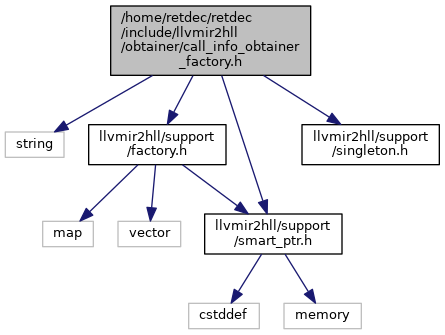 /home/retdec/retdec
/include/llvmir2hll
/obtainer/call_info_obtainer
_factory.h
string
llvmir2hll/support
/factory.h
llvmir2hll/support
/singleton.h
map
vector
llvmir2hll/support
/smart_ptr.h
cstddef
memory